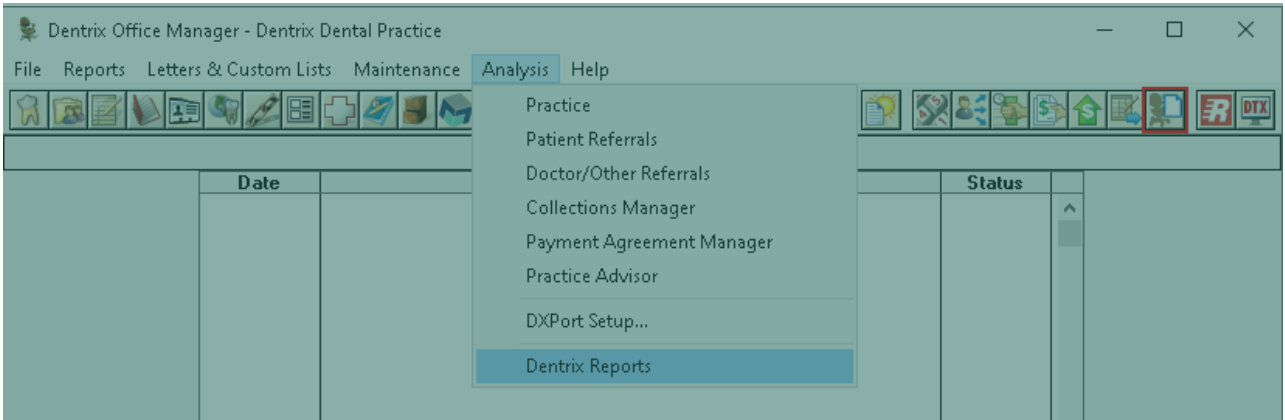 Dentrix Office Manager - Dentrix Dental Practice
File Reports Letters & Custom Lists Maintenance Analysis Help
R DTX
Practice
Patient Referrals
Doctor/Other Referrals
Date Status
Collections Manager
Payment Agreement Manager
Practice Advisor
DXPort Setup...
Dentrix Reports